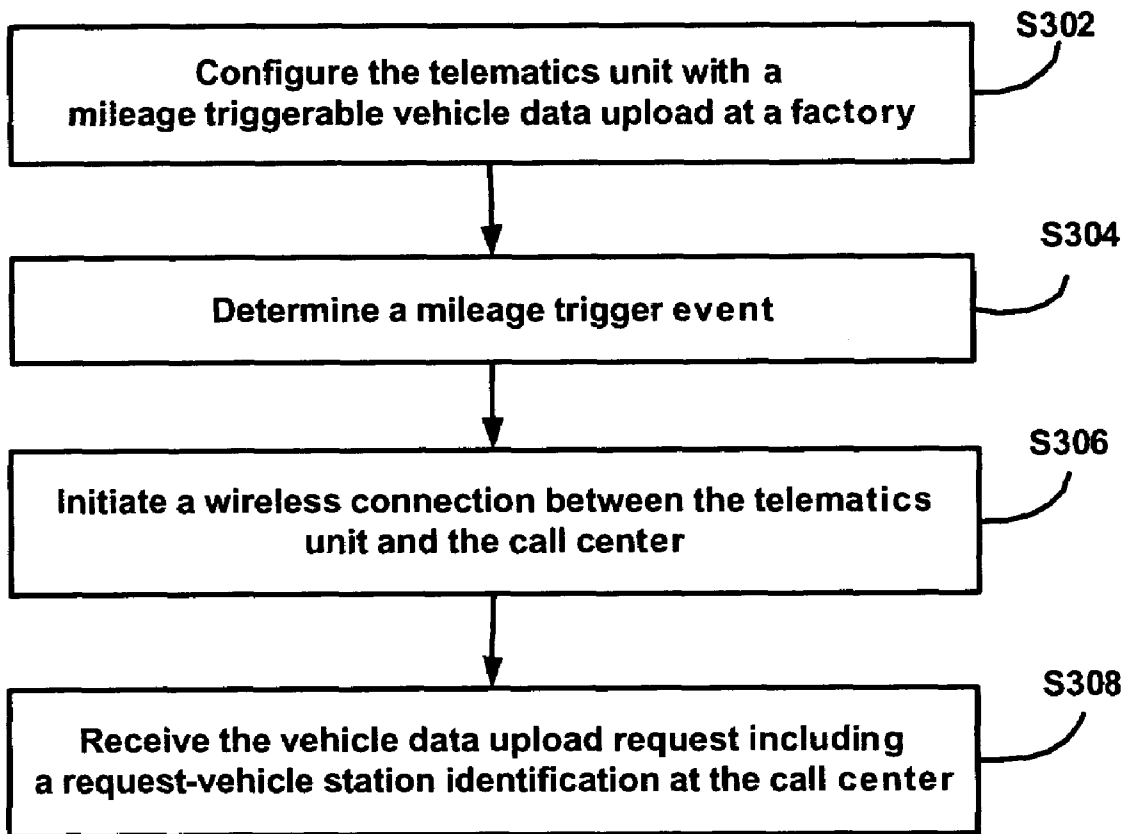 S302
Configure the telematics unit with a
mileage triggerable vehicle data upload at a factory
S304
Determine a mileage trigger event
S306
Initiate a wireless connection between the telematics
unit and the call center
S308
Receive the vehicle data upload request including
a request-vehicle station identification at the call center